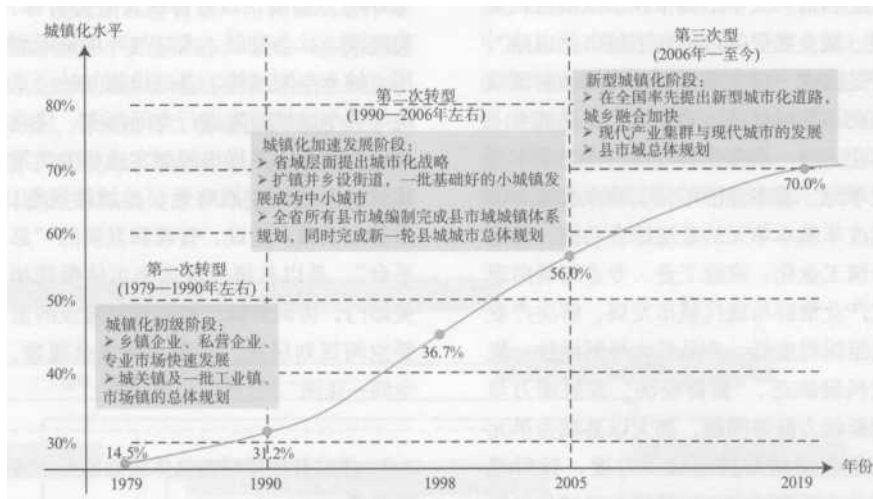 城镇化水平
第三次型
(2006年—至今)
新型城镇化阶段：
➢ 在全国率先提出新型城市化道路，
城乡融合加快
➢ 现代产业集群与现代城市的发展
➢ 县市域总体规划
第二次转型
(1990—2006年左右)
城镇化加速发展阶段：
➢ 省域层面提出城市化战略
➢ 扩镇并乡设街道，一批基础好的小城镇发
展成为中小城市
➢ 全省所有县市域编制完成县市域城镇体系
规划，同时完成新一轮县城城市总体规划
第一次转型
(1979—1990年左右)
城镇化初级阶段：
➢ 乡镇企业、私营企业、
专业市场快速发展
➢ 城关镇及一批工业镇、
市场镇的总体规划
80%
70%
60%
50%
40%
30%
14.5%
31.2%
36.7%
56.0%
70.0%
1979
1990
1998
2005
2019
年份